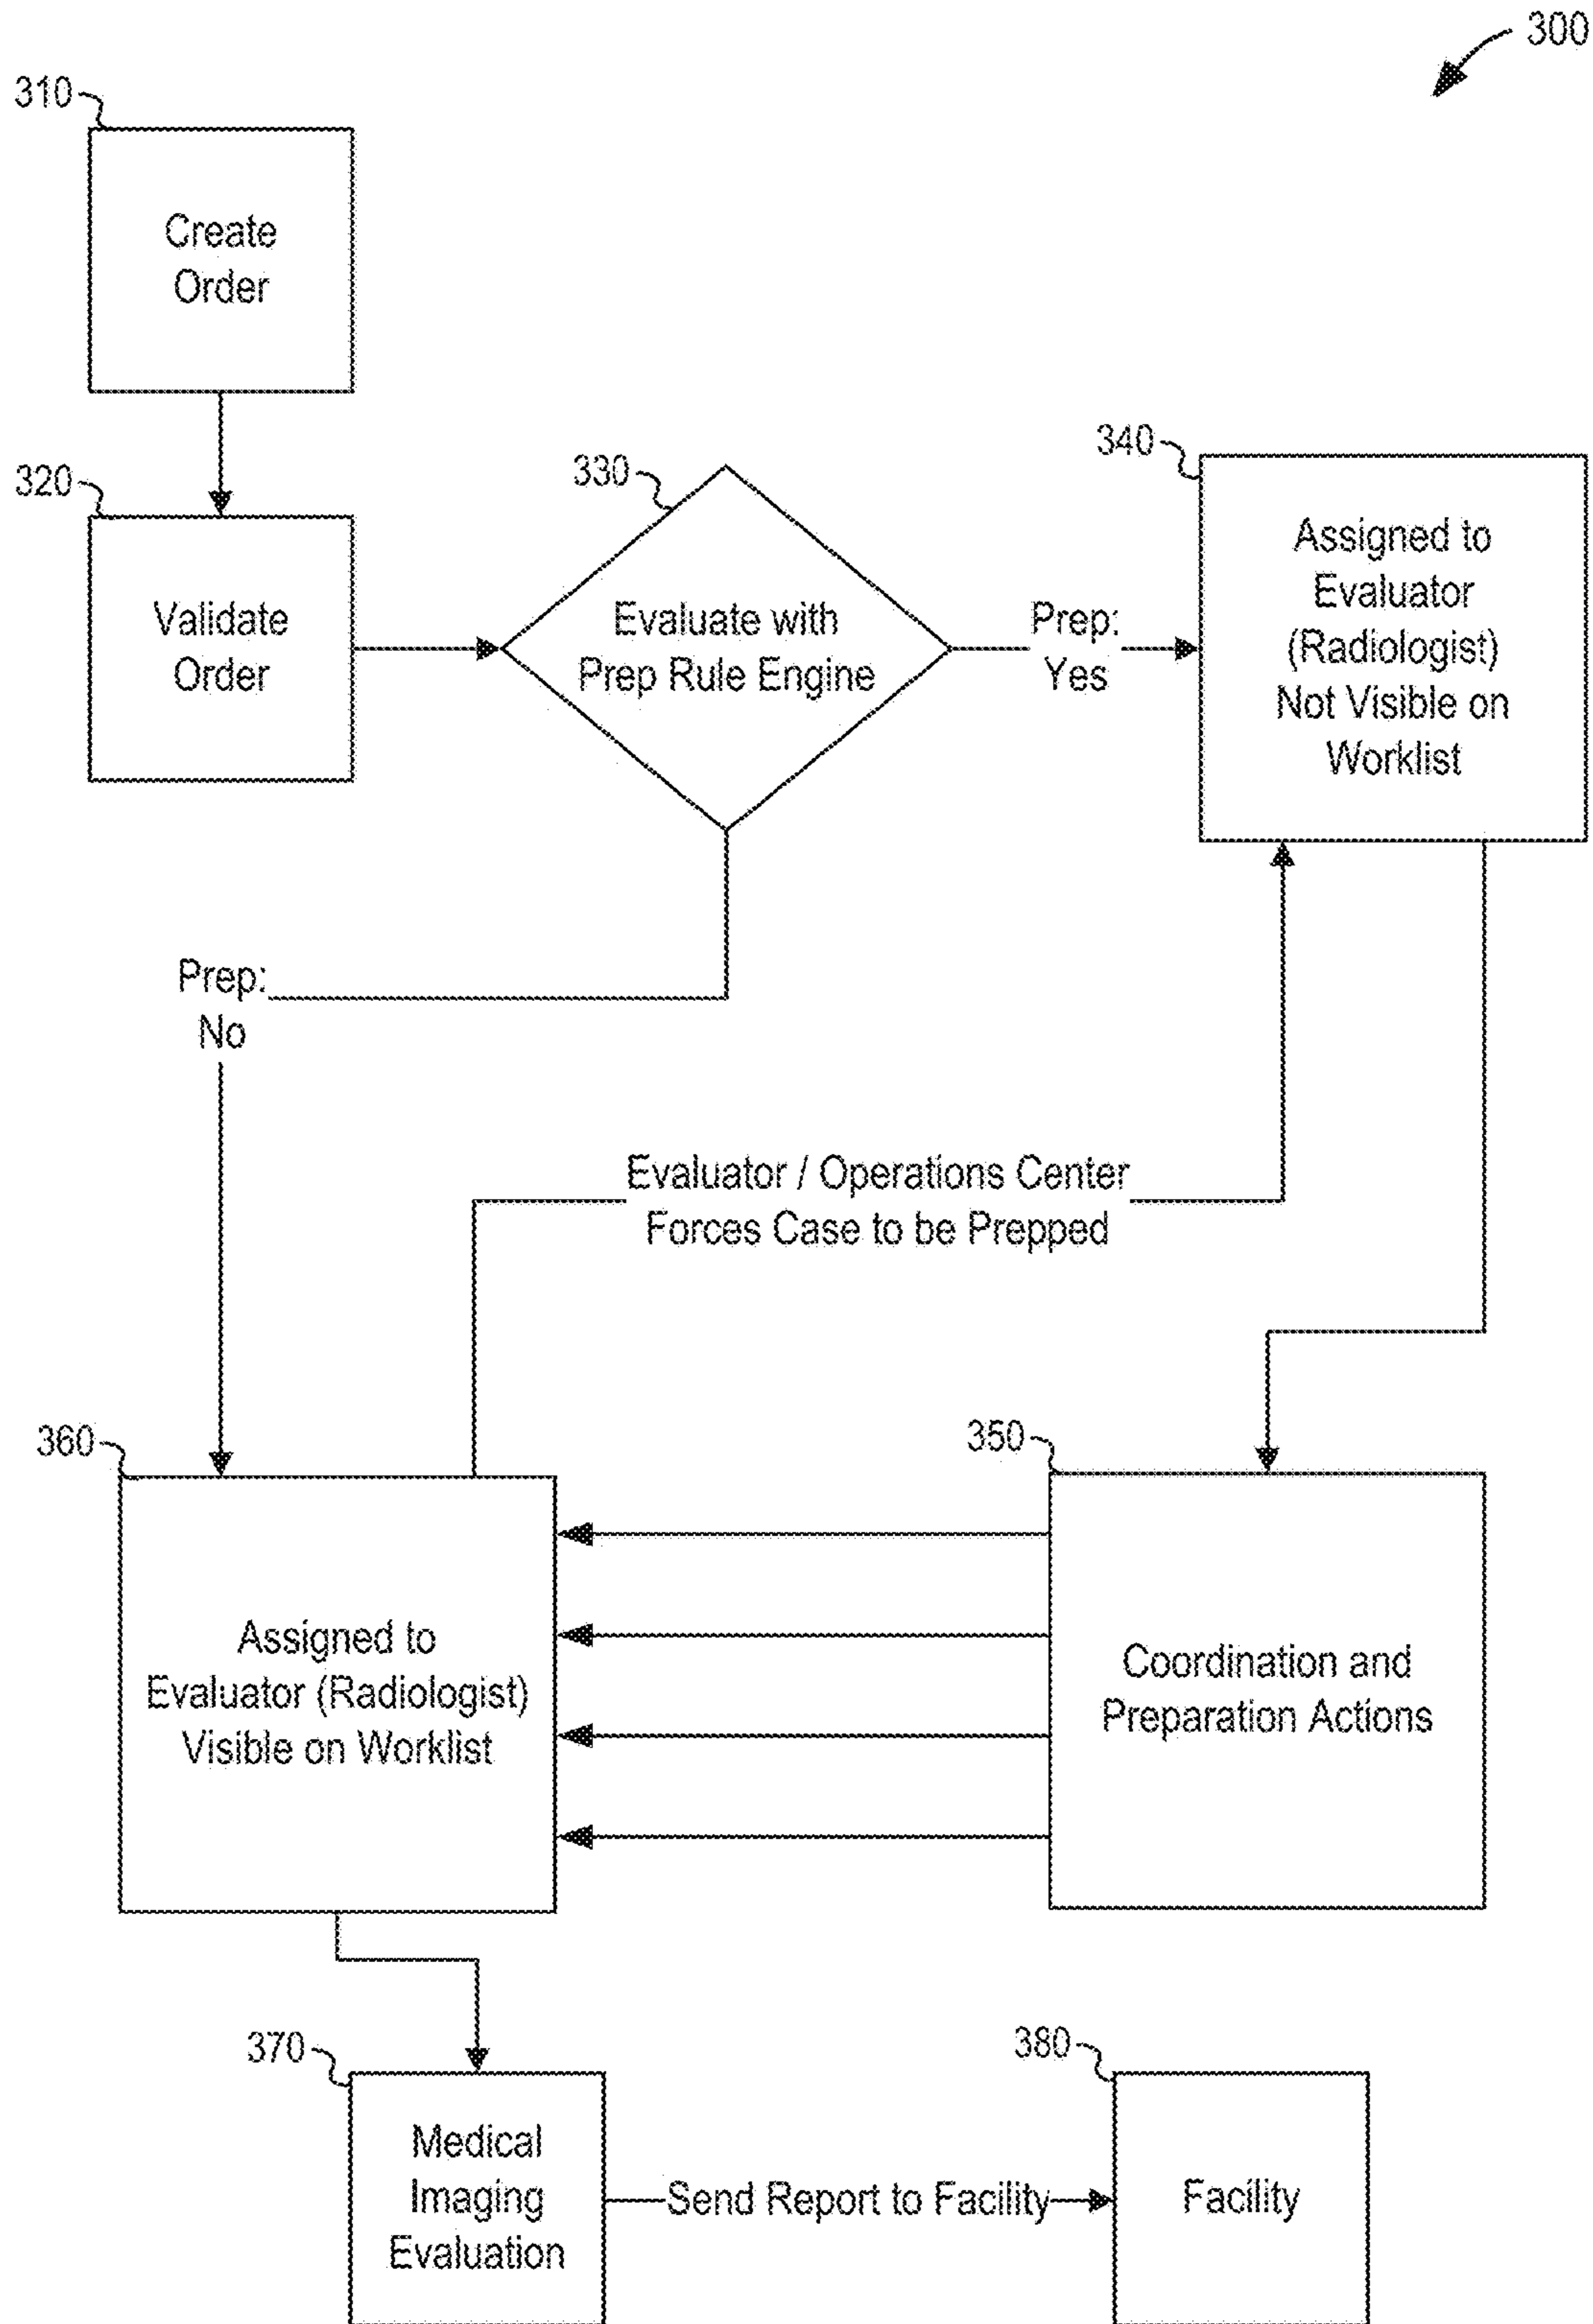 300
310
Create
Order
320
Validate
Order
330
Evaluate with
Prep Rule Engine
Prep:
Yes
340
Assigned to
Evaluator
(Radiologist)
Not Visible on
Worklist
Prep:
No
Evaluator / Operations Center
Forces Case to be Prepped
360
Assigned to
Evaluator (Radiologist)
Visible on Worklist
350
Coordination and
Preparation Actions
370
Medical
Imaging
Evaluation
Send Report to Facility
380
Facility